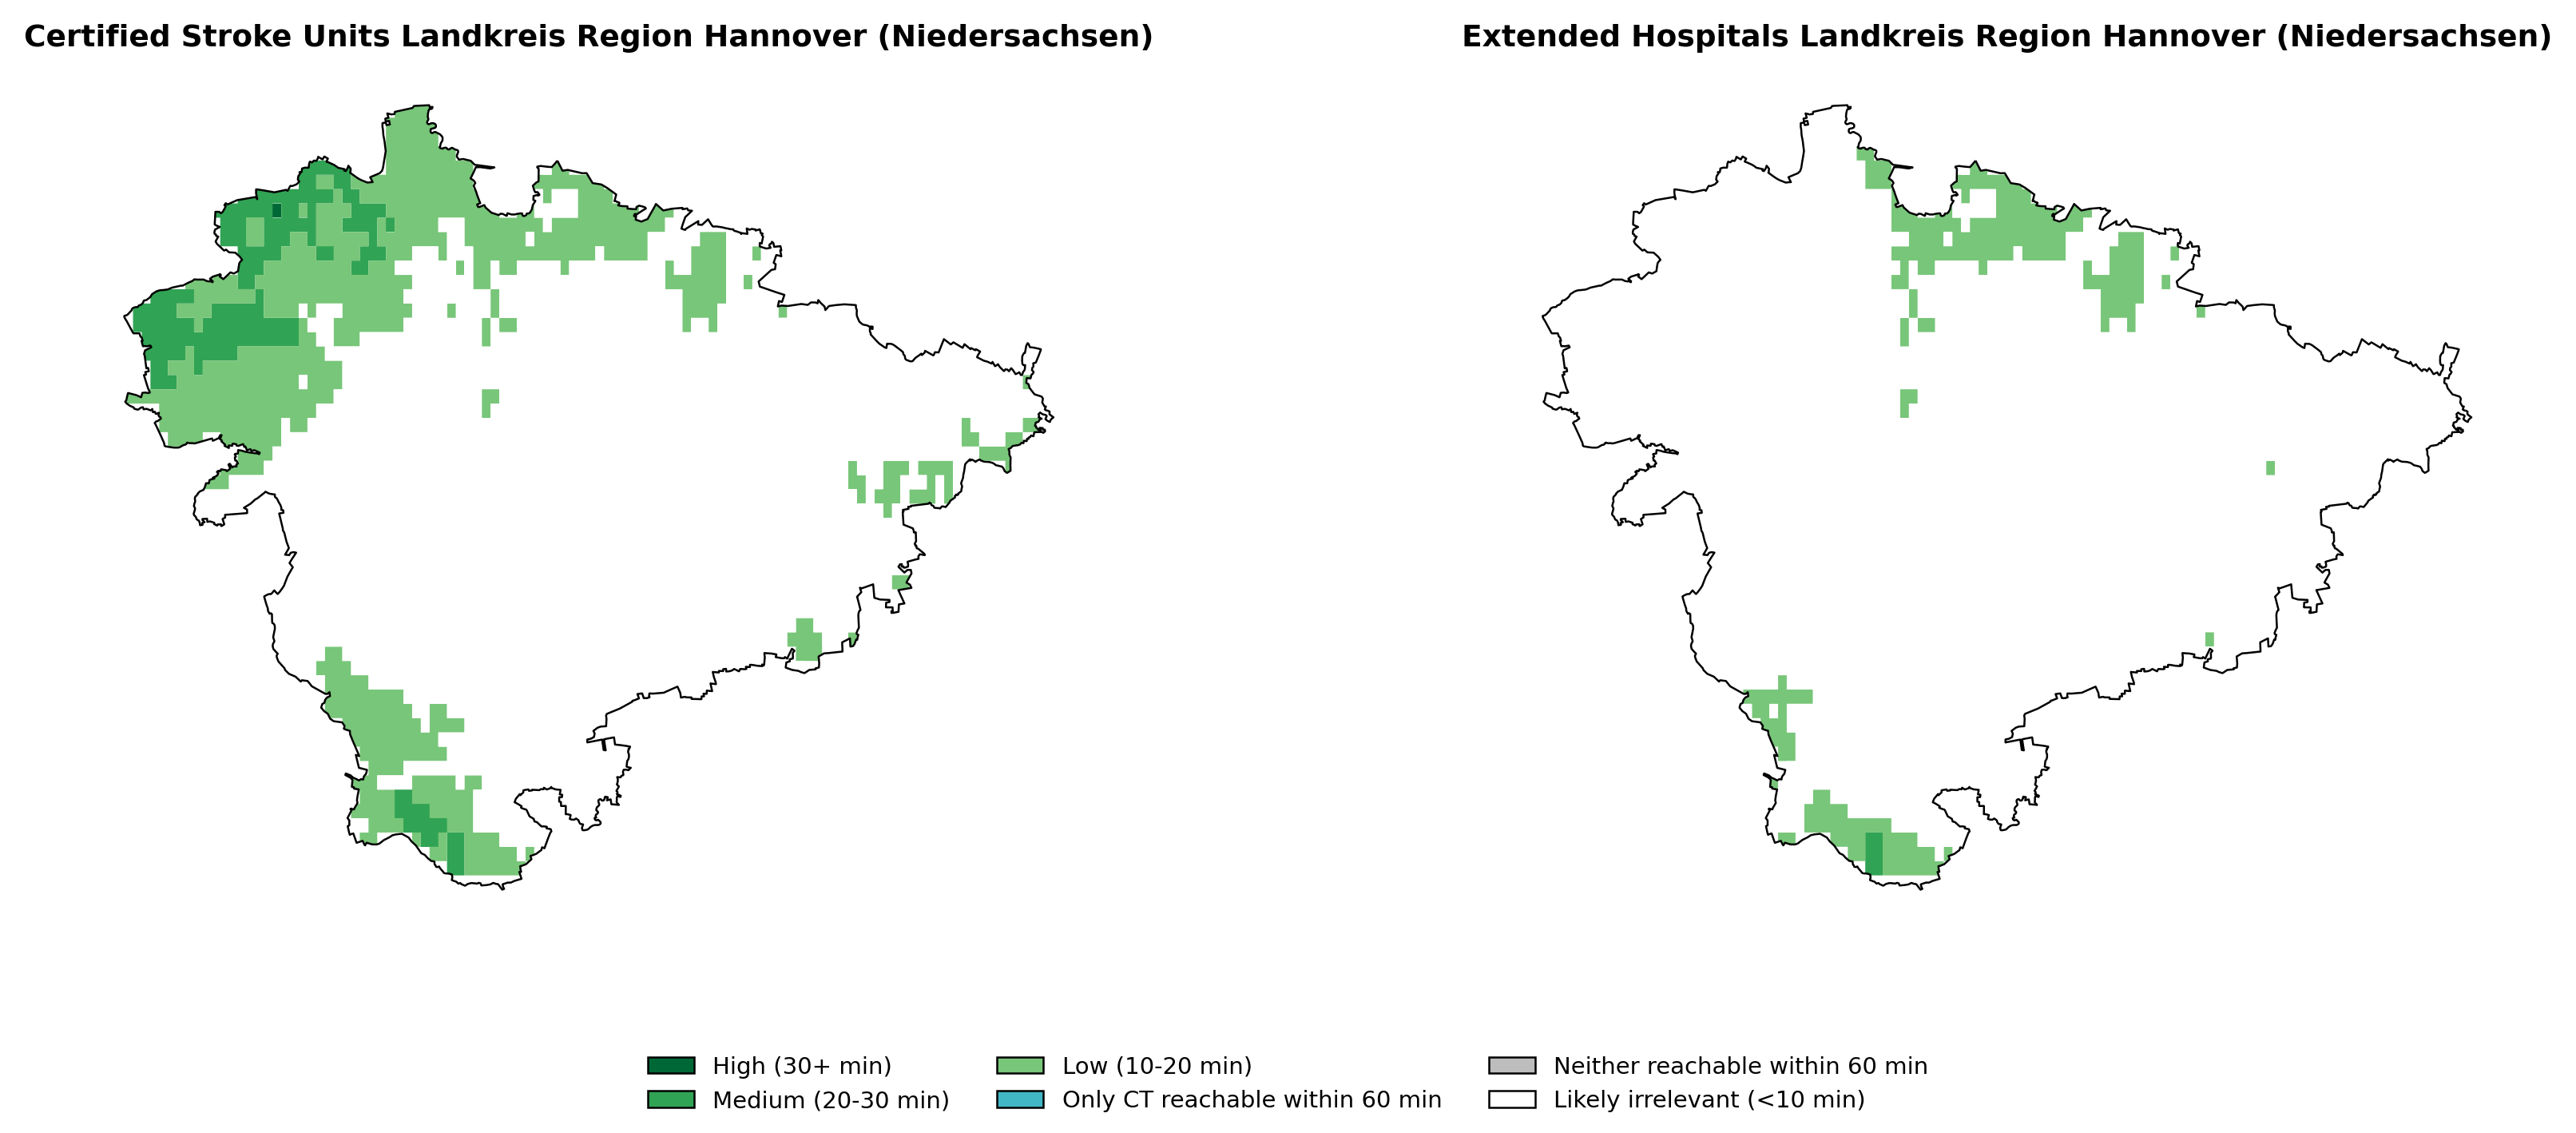 Certified Stroke Units Landkreis Region Hannover (Niedersachsen)
Extended Hospitals Landkreis Region Hannover (Niedersachsen)
High (30+ min)
Medium (20-30 min)
Low (10-20 min)
Only CT reachable within 60 min
Neither reachable within 60 min
Likely irrelevant (<10 min)